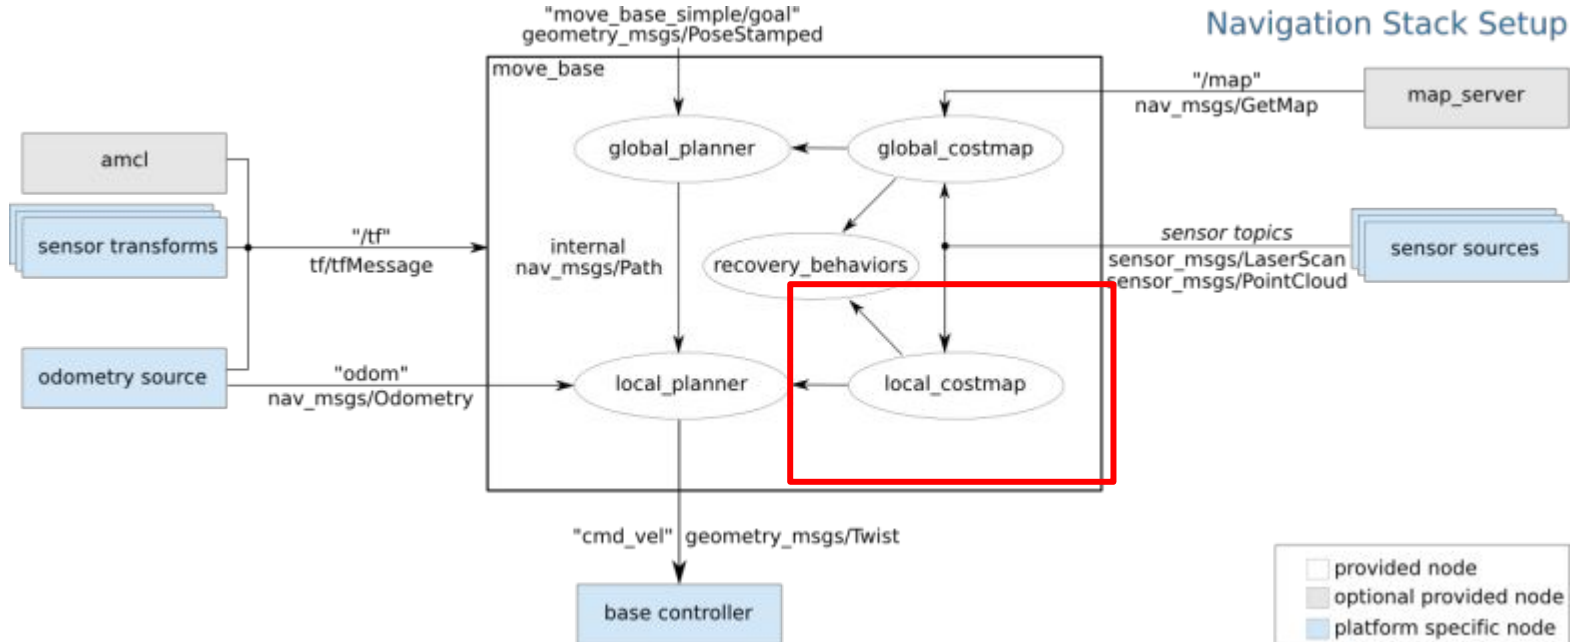 "move_base_simple/goal"
geometry_msgs/PoseStamped
Navigation Stack Setup
move_base
"/map"
nav_msgs/GetMap
map_server
amcl
global_planner
global_costmap
sensor transforms
"/tf"
tf/tfMessage
internal
nav_msgs/Path
recovery_behaviors
sensor topics
sensor_msgs/LaserScan
sensor_msgs/PointCloud
sensor sources
odometry source
"odom"
nav_msgs/Odometry
local_planner
local_costmap
"cmd_vel" geometry_msgs/Twist
base controller
provided node
optional provided node
platform specific node